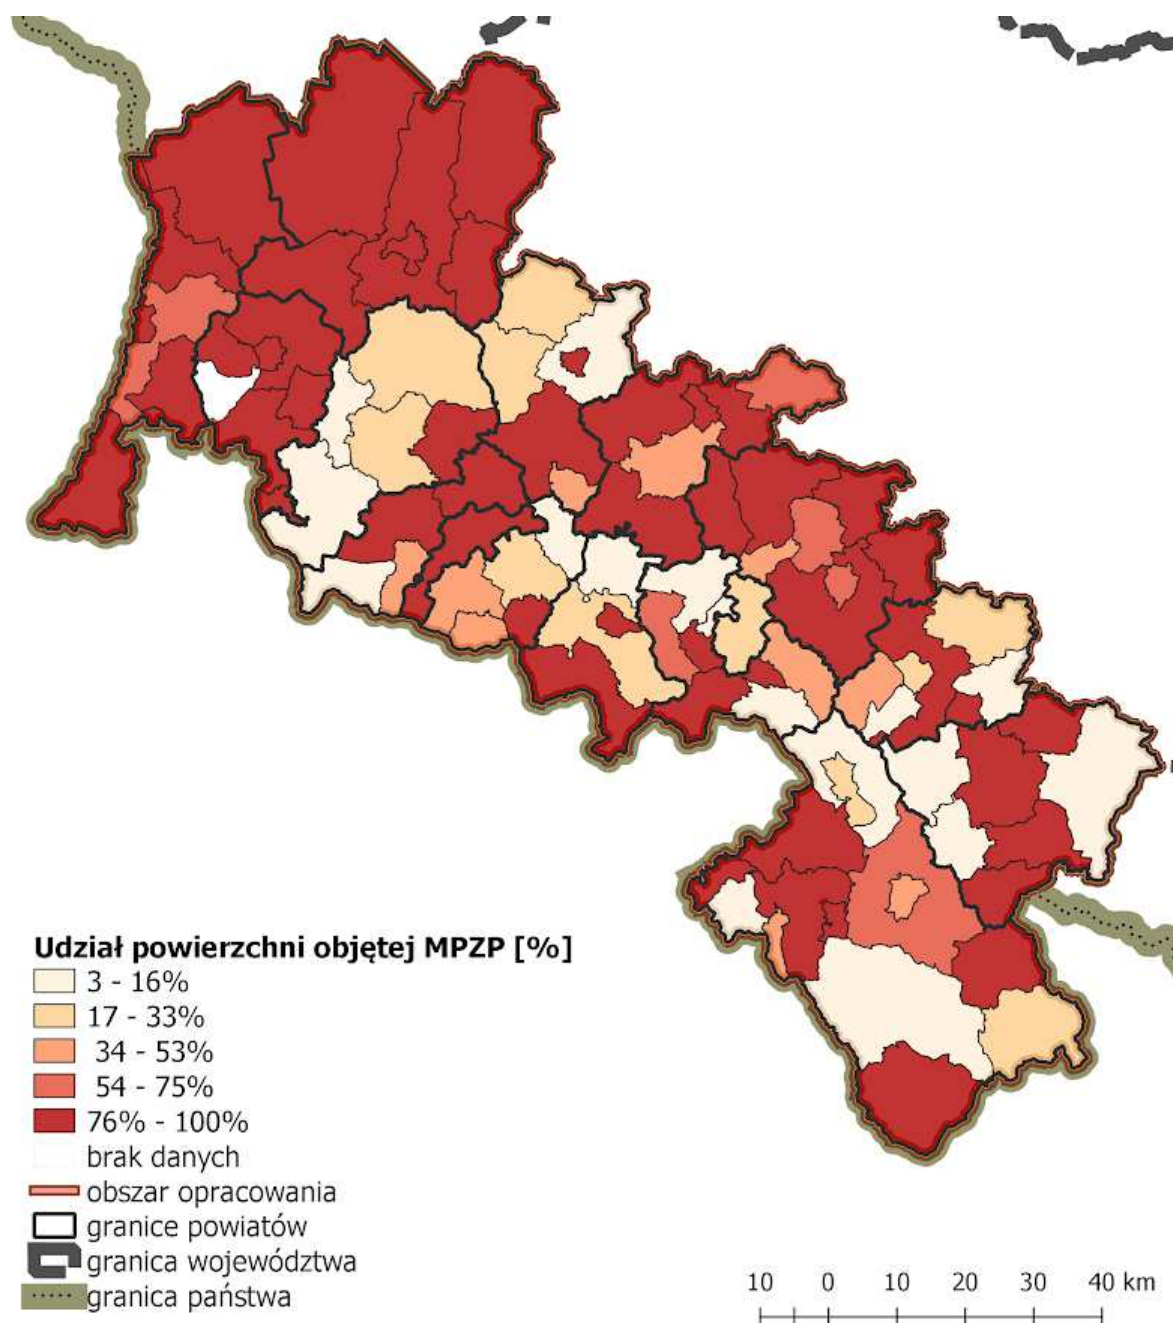 Udział powierzchni objętej MPZP [%]
3 - 16%
17 - 33%
34 - 53%
54 - 75%
76% - 100%
brak danych
obszar opracowania
granice powiatów
granica województwa
granica państwa
10 0 10 20 30 40 km